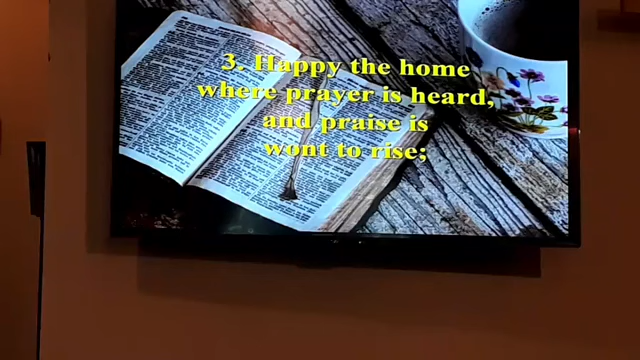 3. Happy the home
where prayer is heard,
and praise is
wont to rise;